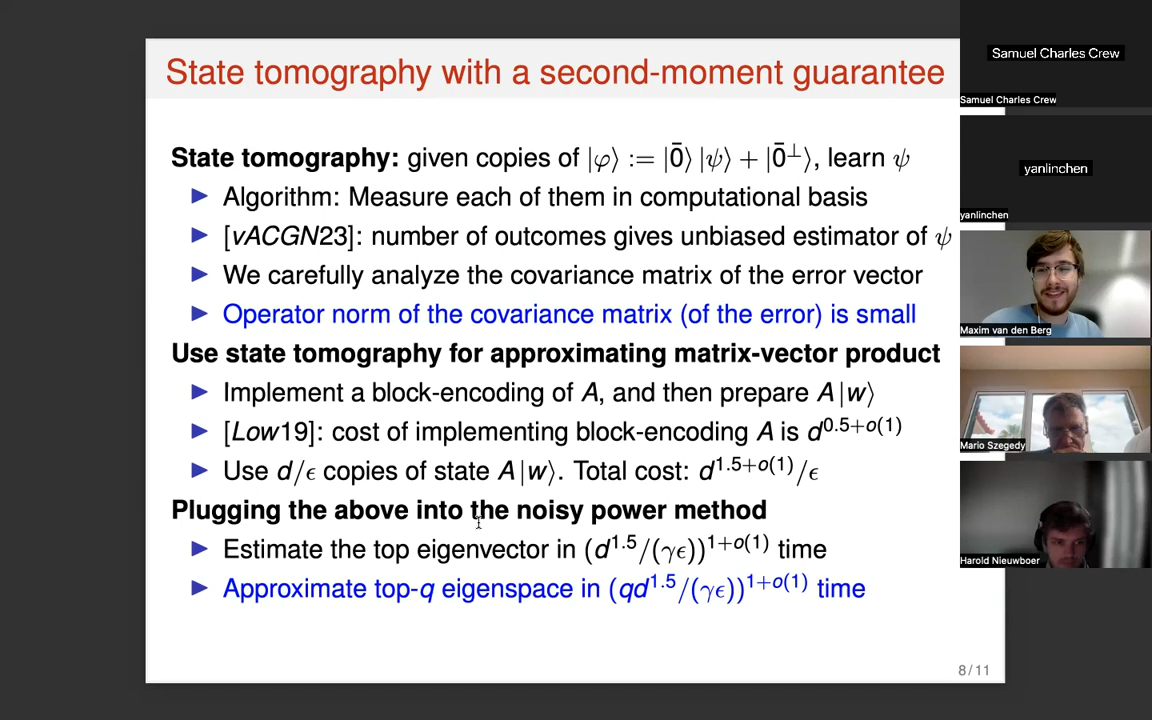 State tomography with a second-moment guarantee
State tomography: given copies of |φ⟩ := |0̄⟩ |ψ⟩ + |0̄⊥⟩, learn ψ
▶ Algorithm: Measure each of them in computational basis
▶ [vACGN23]: number of outcomes gives unbiased estimator of ψ
▶ We carefully analyze the covariance matrix of the error vector
▶ Operator norm of the covariance matrix (of the error) is small
Use state tomography for approximating matrix-vector product
▶ Implement a block-encoding of A, and then prepare A |w⟩
▶ [Low19]: cost of implementing block-encoding A is d^0.5+o(1)
▶ Use d/ϵ copies of state A |w⟩. Total cost: d^1.5+o(1)/ϵ
Plugging the above into the noisy power method
▶ Estimate the top eigenvector in (d^1.5/(γϵ))^1+o(1) time
▶ Approximate top-q eigenspace in (qd^1.5/(γϵ))^1+o(1) time
8 / 11
Samuel Charles Crew
Samuel Charles Crew
yanlinchen
yanlinchen
Maxim van den Berg
Mario Szegedy
Harold Nieuwboer